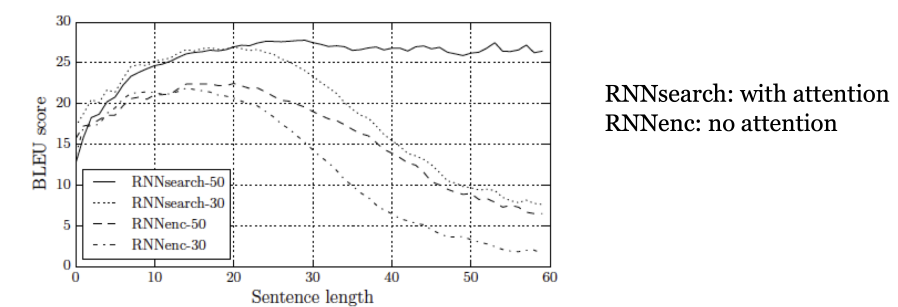 30
25
20
15
10
5
0
BLEU score
RNNsearch-50
RNNsearch-30
RNNenc-50
RNNenc-30
0 10 20 30 40 50 60
Sentence length
RNNsearch: with attention
RNNenc: no attention